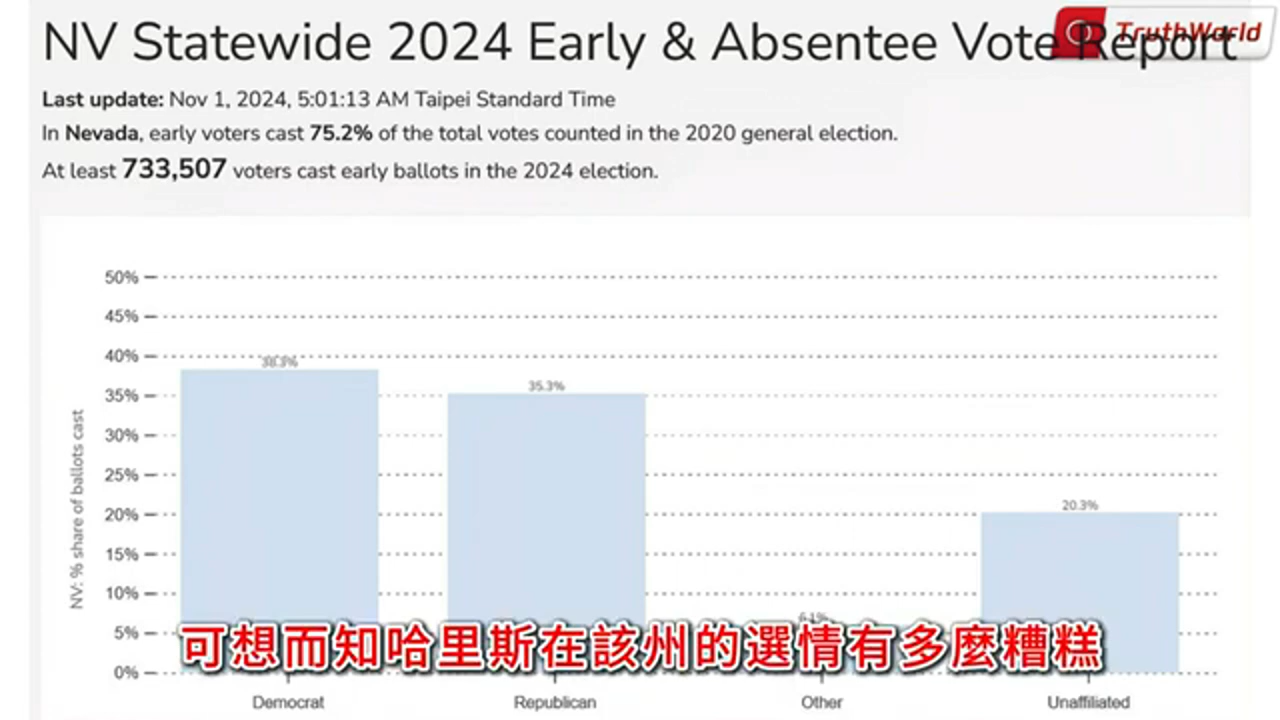 NV Statewide 2024 Early & Absentee Vote Report
TruthWorld
Last update: Nov 1, 2024, 5:01:13 AM Taipei Standard Time
In Nevada, early voters cast 75.2% of the total votes counted in the 2020 general election.
At least 733,507 voters cast early ballots in the 2024 election.
NV: % share of ballots cast
50%
45%
40%
35%
30%
25%
20%
15%
10%
5%
0%
38.3%
35.3%
6.1%
20.3%
可想而知哈里斯在該州的選情有多麼糟糕
Democrat
Republican
Other
Unaffiliated